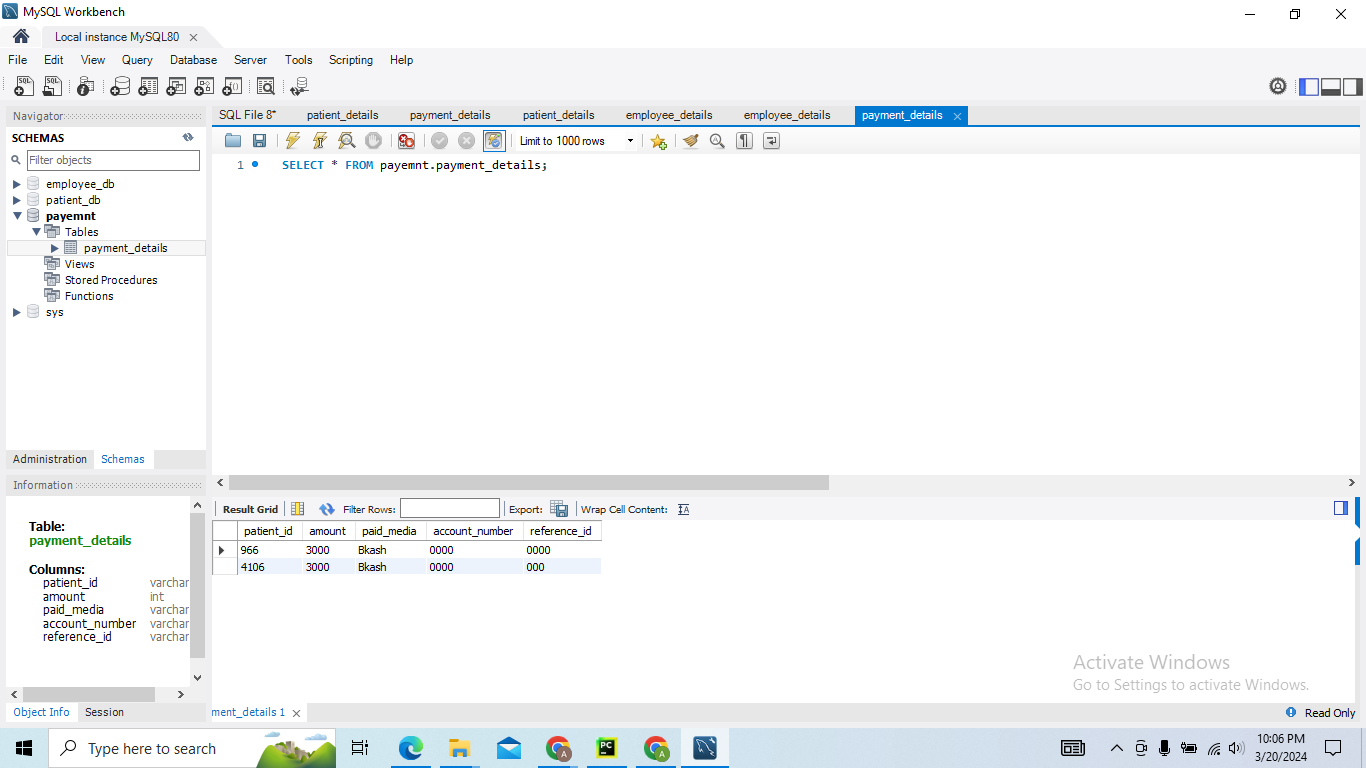 MySQL Workbench
Local instance MySQL80
File Edit View Query Database Server Tools Scripting Help
Navigator
SCHEMAS
Filter objects
employee_db
patient_db
payemnt
Tables
payment_details
Views
Stored Procedures
Functions
sys
Administration Schemas
Information
Table:
payment_details
Columns:
patient_id varchar
amount int
paid_media varchar
account_number varchar
reference_id varchar
Object Info Session
SQL File 8* patient_details payment_details patient_details employee_details employee_details payment_details
Limit to 1000 rows
1 SELECT * FROM payemnt.payment_details;
Result Grid Filter Rows: Export: Wrap Cell Content:
patient_id amount paid_media account_number reference_id
966 3000 Bkash 0000 0000
4106 3000 Bkash 0000 000
Activate Windows
Go to Settings to activate Windows.
ment_details 1
Read Only
Type here to search
10:06 PM
3/20/2024